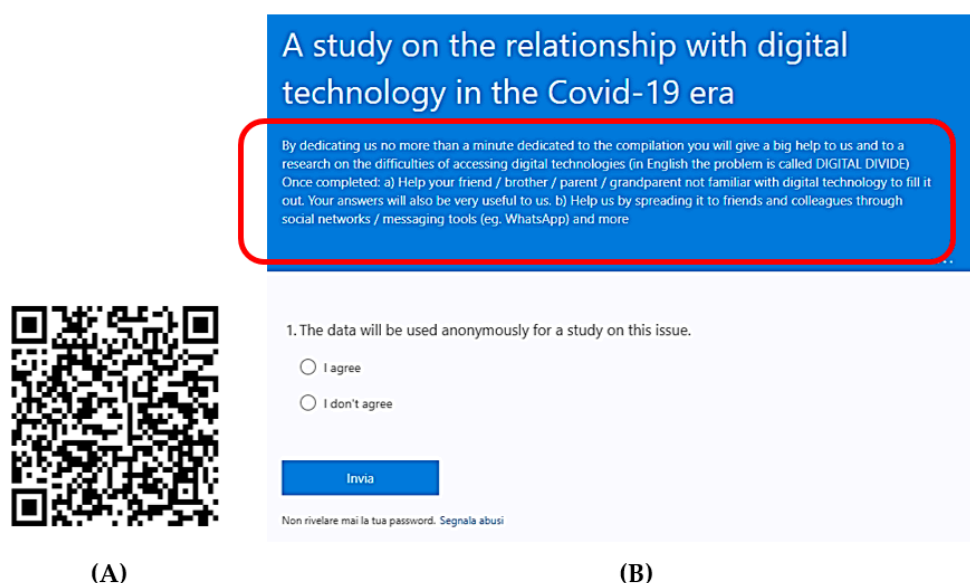 A study on the relationship with digital
technology in the Covid-19 era
By dedicating us no more than a minute dedicated to the compilation you will give a big help to us and to a
research on the difficulties of accessing digital technologies (in English the problem is called DIGITAL DIVIDE)
Once completed: a) Help your friend / brother / parent / grandparent not familiar with digital technology to fill it
out. Your answers will also be very useful to us. b) Help us by spreading it to friends and colleagues through
social networks / messaging tools (eg. WhatsApp) and more
...
1. The data will be used anonymously for a study on this issue.
I agree
I don't agree
Invia
Non rivelare mai la tua password. Segnala abusi
(A)
(B)